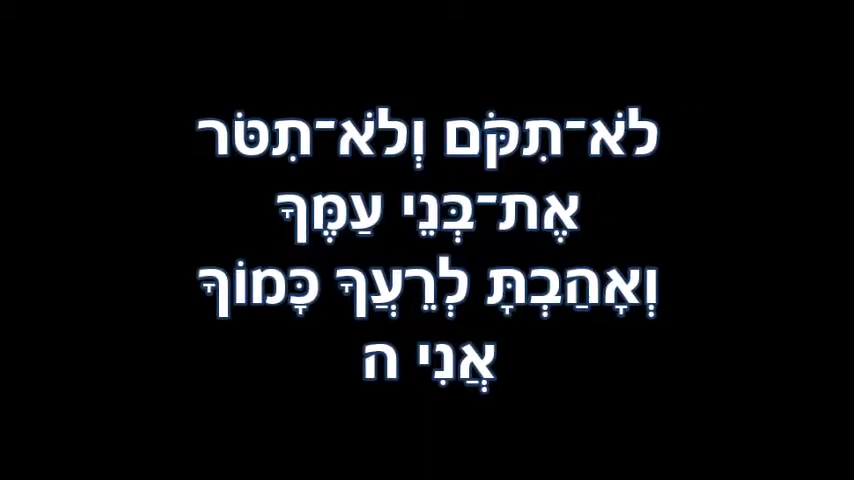 לֹא־תִקֹּם וְלֹא־תִטֹּר
אֶת־בְּנֵי עַמֶּךָ
וְאָהַבְתָּ לְרֵעֲךָ כָּמוֹךָ
אֲנִי ה